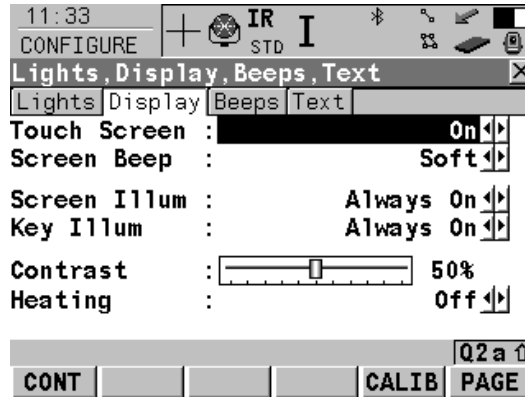 11:33
CONFIGURE
IR
STD
I
Lights,Display,Beeps,Text
Lights Display Beeps Text
Touch Screen : On
Screen Beep : Soft
Screen Illum : Always On
Key Illum : Always On
Contrast : 50%
Heating : Off
Q2a
CONT CALIB PAGE